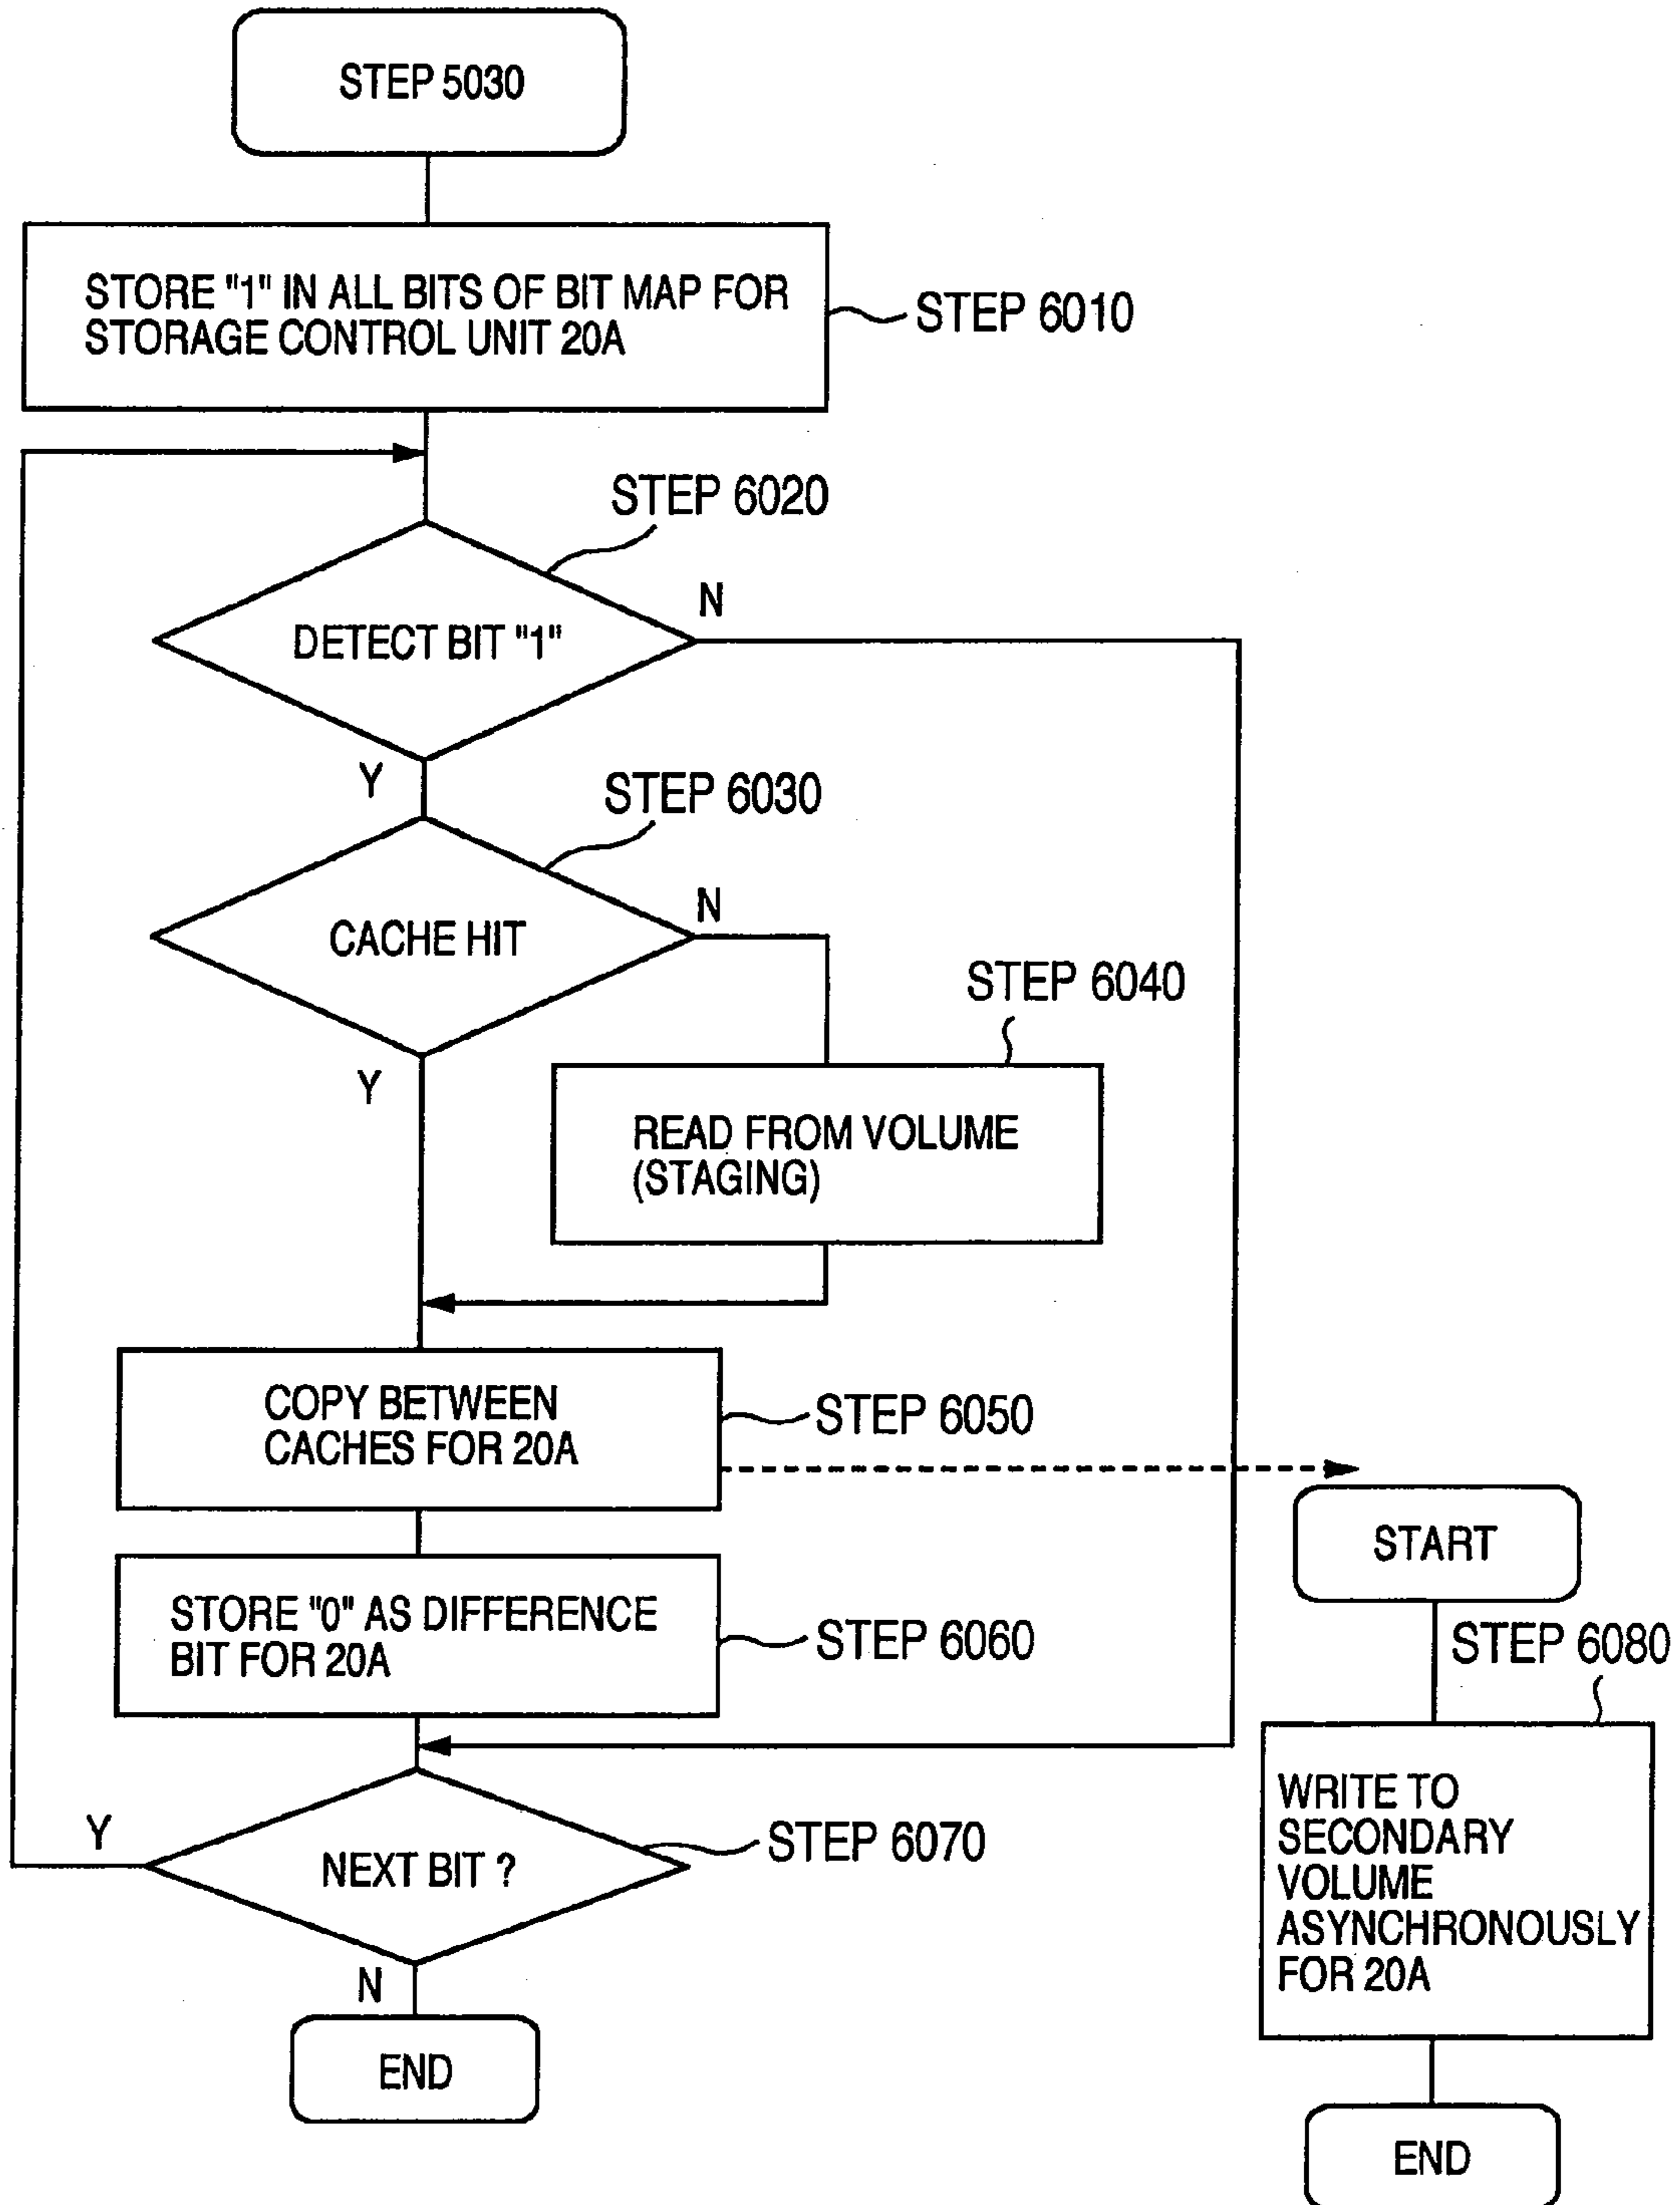 STEP 5030
STORE "1" IN ALL BITS OF BIT MAP FOR
STORAGE CONTROL UNIT 20A
STEP 6010
STEP 6020
N
DETECT BIT "1"
Y
STEP 6030
N
CACHE HIT
STEP 6040
Y
READ FROM VOLUME
(STAGING)
COPY BETWEEN
CACHES FOR 20A
STEP 6050
START
STORE "0" AS DIFFERENCE
BIT FOR 20A
STEP 6060
STEP 6080
WRITE TO
SECONDARY
VOLUME
ASYNCHRONOUSLY
FOR 20A
Y
STEP 6070
NEXT BIT ?
N
END
END